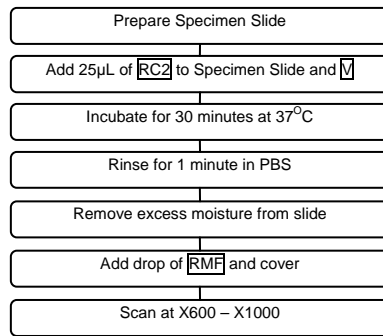 Prepare Specimen Slide
Add 25µL of RC2 to Specimen Slide and V
Incubate for 30 minutes at 37ᴼC
Rinse for 1 minute in PBS
Remove excess moisture from slide
Add drop of RMF and cover
Scan at X600 – X1000